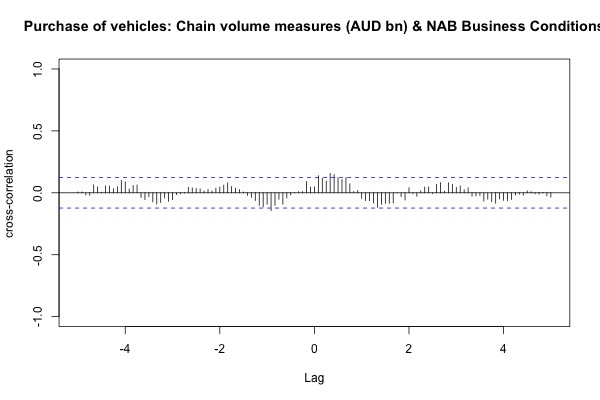 Purchase of vehicles: Chain volume measures (AUD bn) & NAB Business Conditions
1.0
0.5
0.0
-0.5
-1.0
cross-correlation
-4 -2 0 2 4
Lag